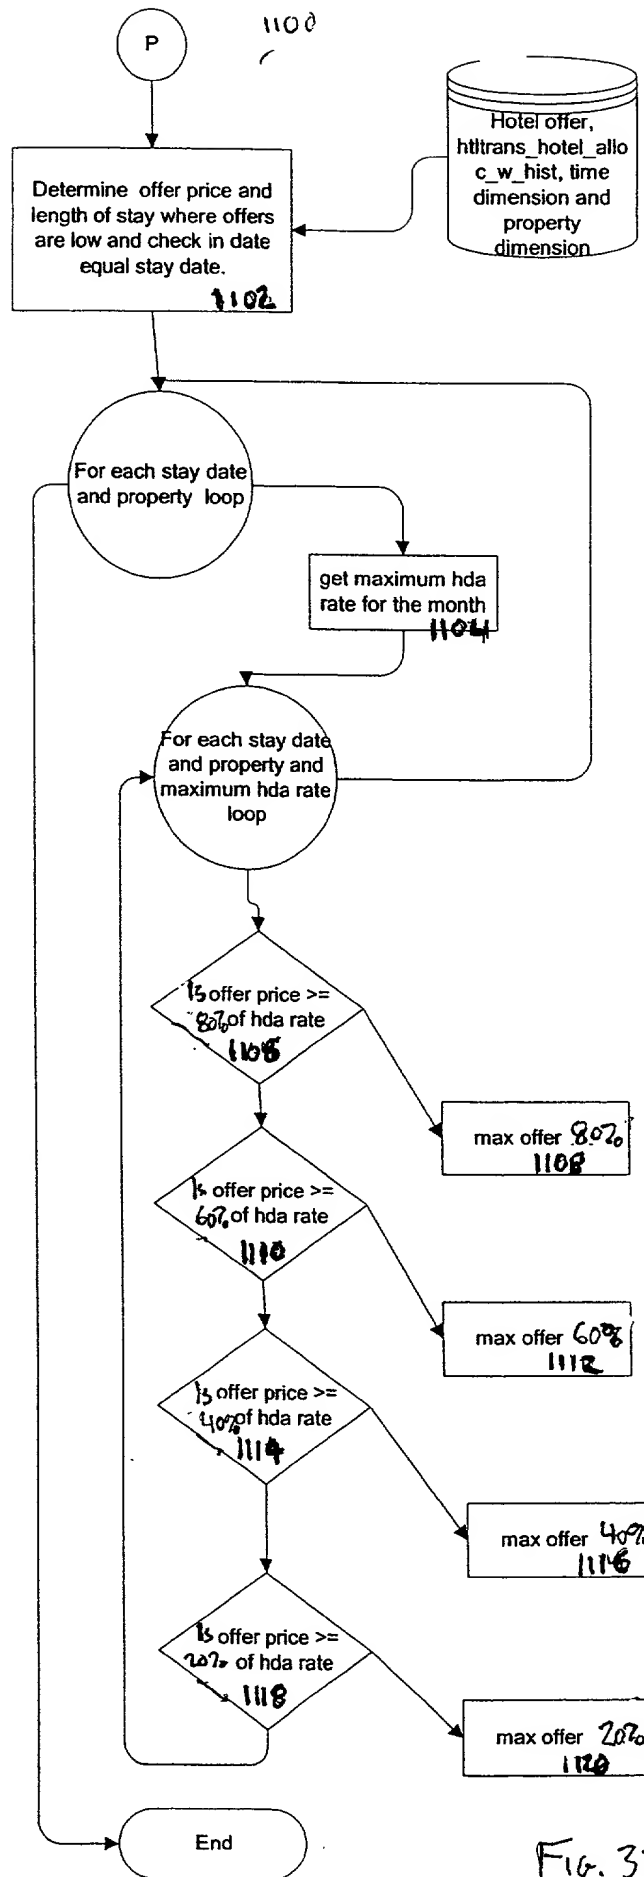 P
1100
Hotel offer,
htltrans_hotel_allo
c_w_hist, time
dimension and
property
dimension
Determine offer price and
length of stay where offers
are low and check in date
equal stay date.
1102
For each stay date
and property loop
get maximum hda
rate for the month
1104
For each stay date
and property and
maximum hda rate
loop
Is offer price >=
80% of hda rate
1108
max offer 80%
1108
Is offer price >=
60% of hda rate
1110
max offer 60%
1112
Is offer price >=
40% of hda rate
1114
max offer 40%
1116
Is offer price >=
20% of hda rate
1118
max offer 20%
1120
End
FIG. 3